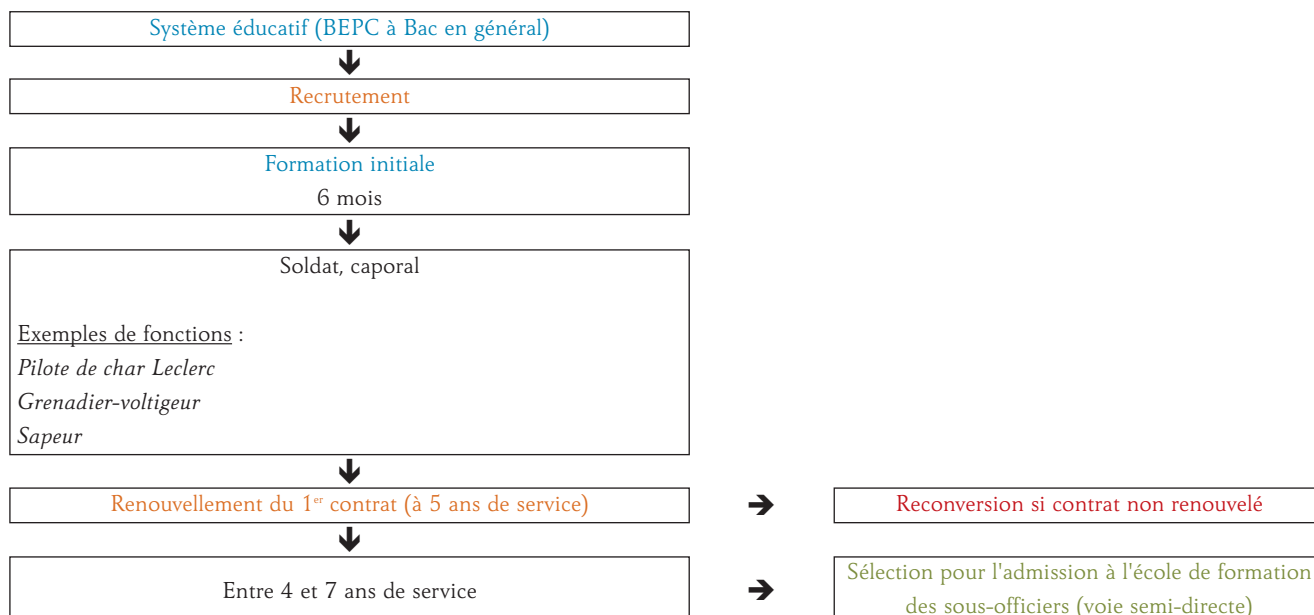 Système éducatif (BEPC à Bac en général)
Recrutement
Formation initiale
6 mois
Soldat, caporal
Exemples de fonctions :
Pilote de char Leclerc
Grenadier-voltigeur
Sapeur
Renouvellement du 1er contrat (à 5 ans de service)
Reconversion si contrat non renouvelé
Entre 4 et 7 ans de service
Sélection pour l'admission à l'école de formation
des sous-officiers (voie semi-directe)